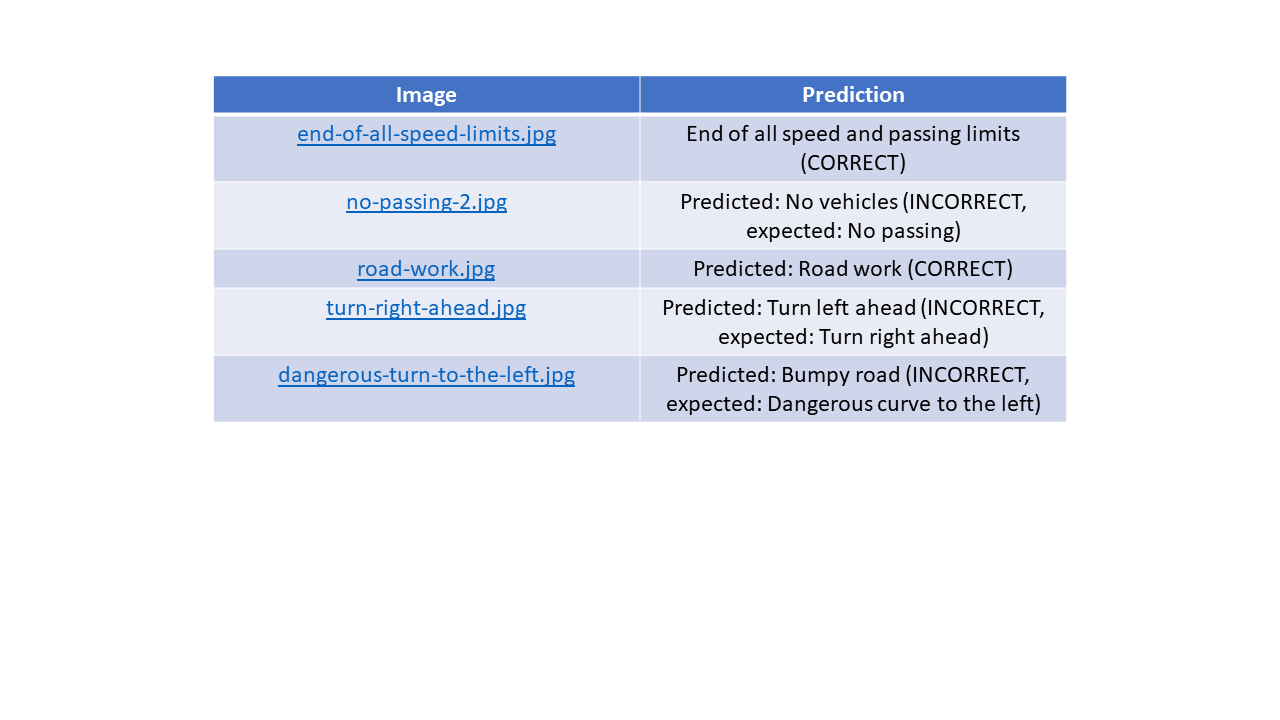 Image Prediction
end-of-all-speed-limits.jpg End of all speed and passing limits
(CORRECT)
no-passing-2.jpg Predicted: No vehicles (INCORRECT,
expected: No passing)
road-work.jpg Predicted: Road work (CORRECT)
turn-right-ahead.jpg Predicted: Turn left ahead (INCORRECT,
expected: Turn right ahead)
dangerous-turn-to-the-left.jpg Predicted: Bumpy road (INCORRECT,
expected: Dangerous curve to the left)